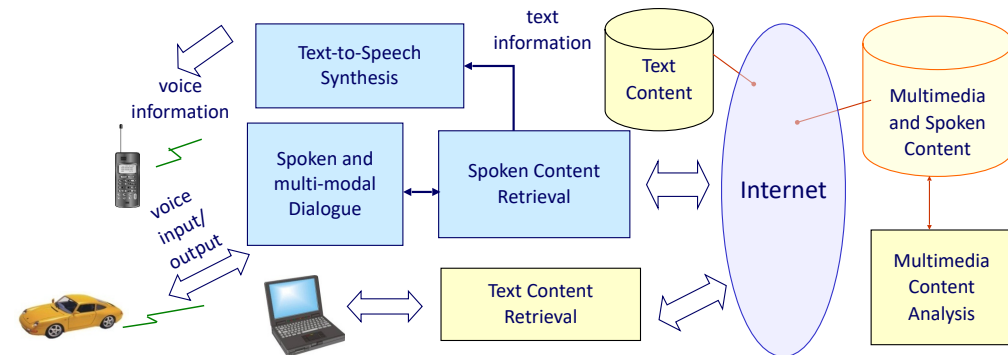 text
information
Text-to-Speech
Synthesis
Text
Content
voice
information
Multimedia
and Spoken
Content
Spoken and
multi-modal
Dialogue
Spoken Content
Retrieval
Internet
voice
input/
output
Text Content
Retrieval
Multimedia
Content
Analysis